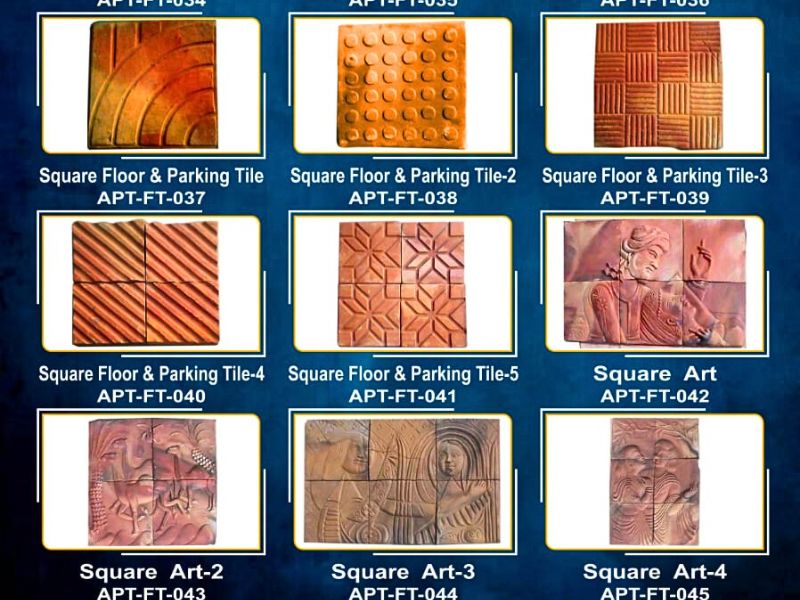 APT-FT-034 APT-FT-035 APT-FT-036
Square Floor & Parking Tile Square Floor & Parking Tile-2 Square Floor & Parking Tile-3
APT-FT-037 APT-FT-038 APT-FT-039
Square Floor & Parking Tile-4 Square Floor & Parking Tile-5 Square Art
APT-FT-040 APT-FT-041 APT-FT-042
Square Art-2 Square Art-3 Square Art-4
APT-FT-043 APT-FT-044 APT-FT-045